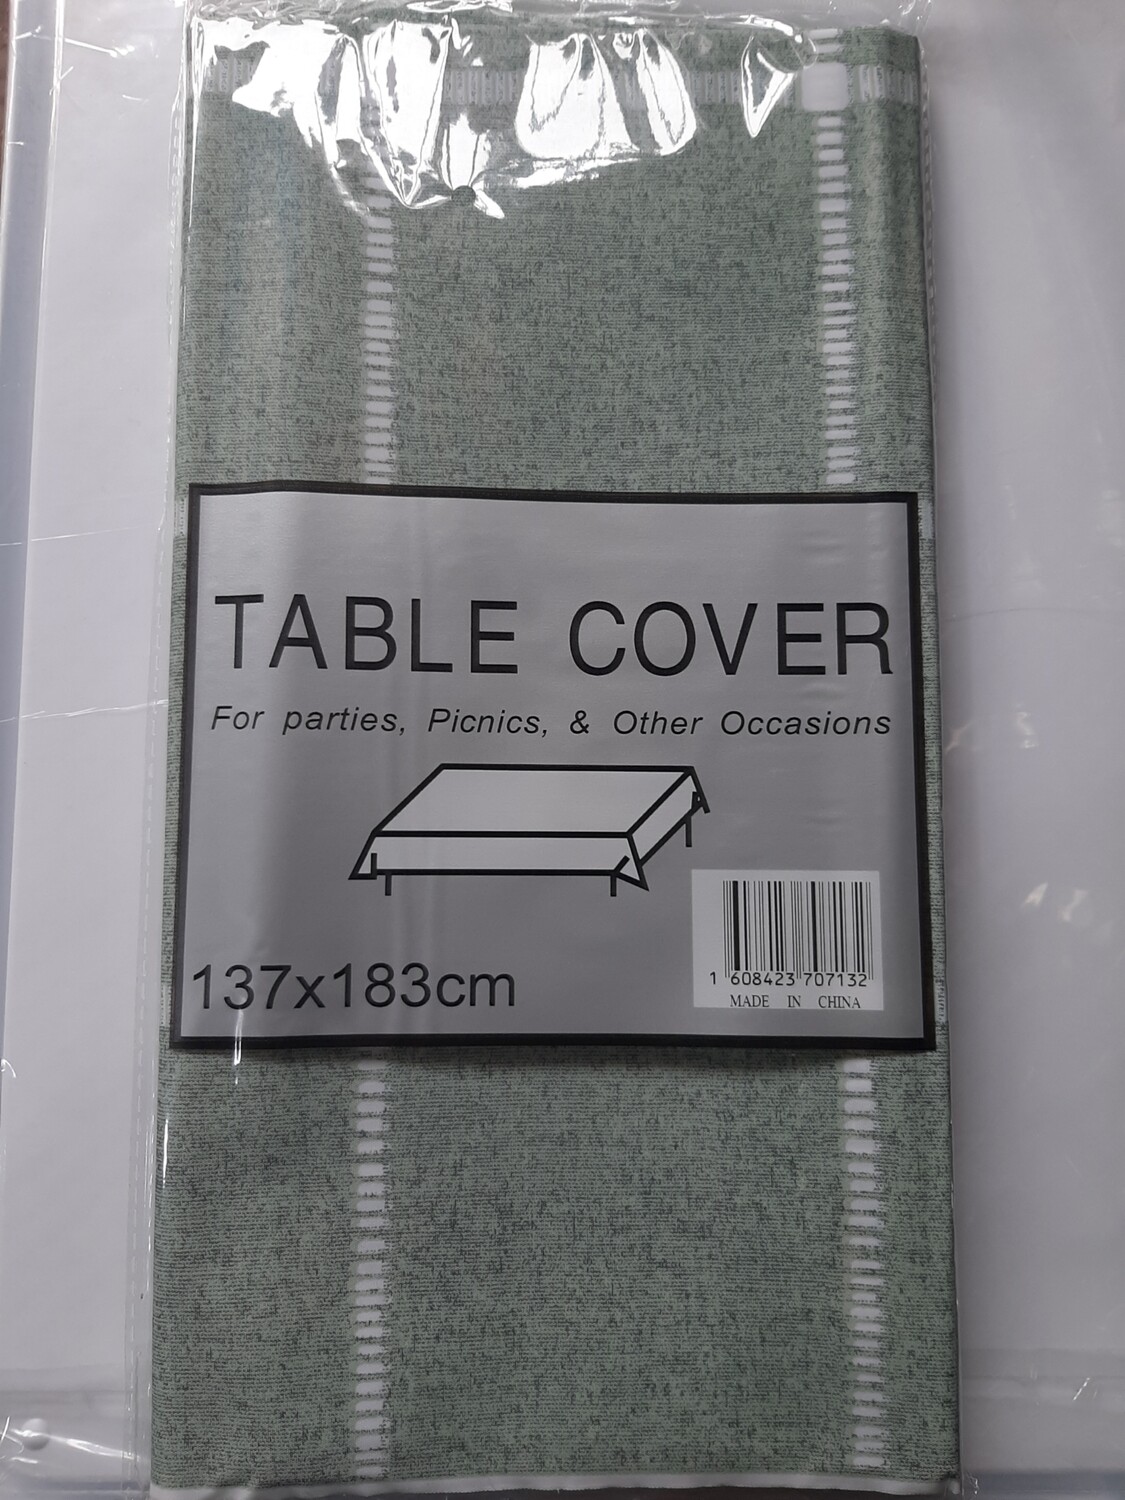 TABLE COVER
For parties, Picnics, & Other Occasions
137x183cm
1 608423 707132
MADE IN CHINA